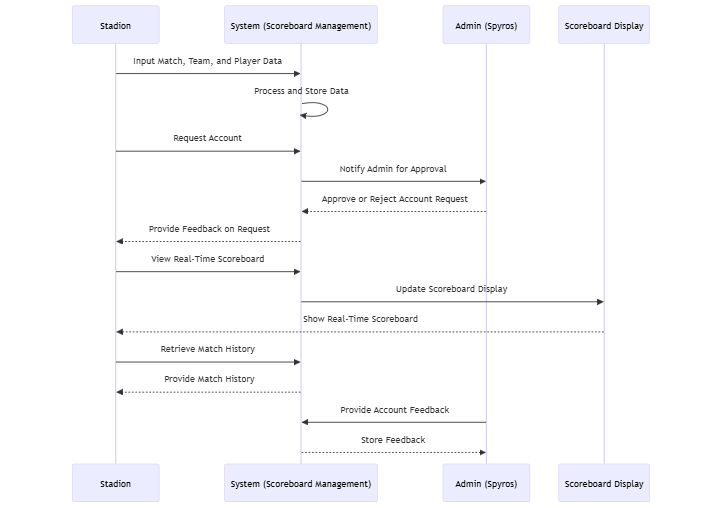 Stadion
System (Scoreboard Management)
Admin (Spyros)
Scoreboard Display
Input Match, Team, and Player Data
Process and Store Data
Request Account
Notify Admin for Approval
Approve or Reject Account Request
Provide Feedback on Request
View Real-Time Scoreboard
Update Scoreboard Display
Show Real-Time Scoreboard
Retrieve Match History
Provide Match History
Provide Account Feedback
Store Feedback
Stadion
System (Scoreboard Management)
Admin (Spyros)
Scoreboard Display